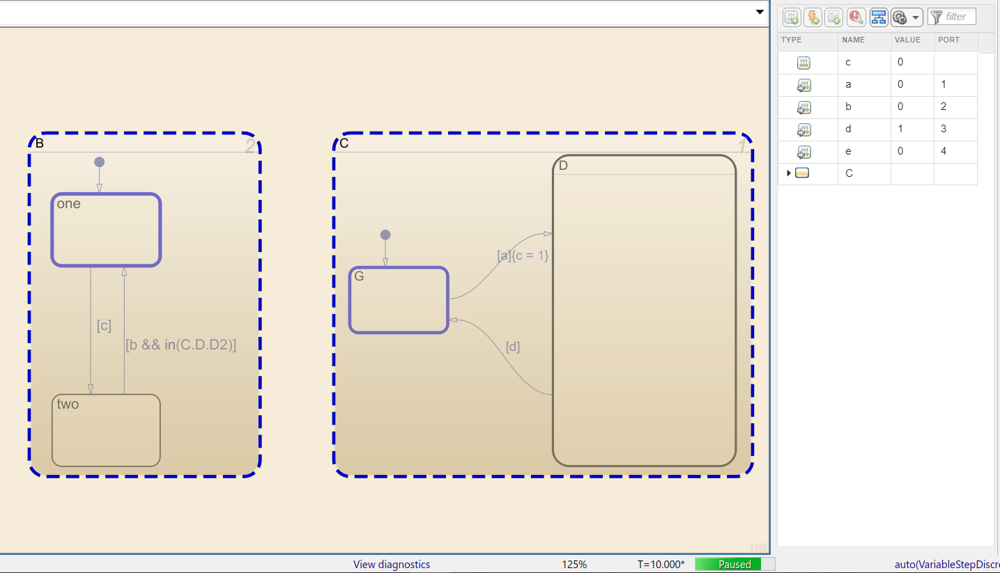 filter
TYPE NAME VALUE PORT
c 0
a 0 1
b 0 2
d 1 3
e 0 4
C
B 2
one
[c]
[b && in(C.D.D2)]
two
C 1
D
[a]{c = 1}
G
[d]
View diagnostics 125% T=10.000* Paused auto(VariableStepDiscre